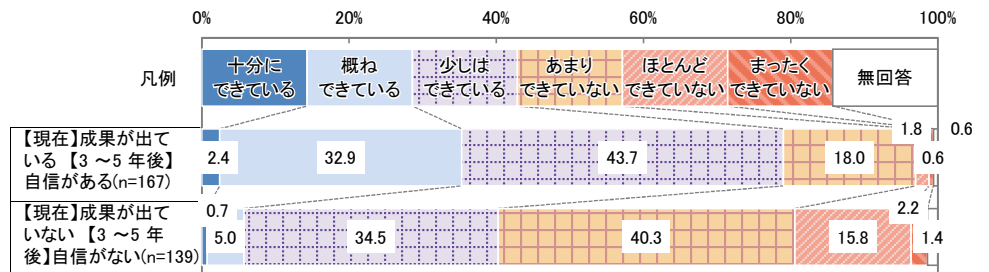 0% 20% 40% 60% 80% 100%
凡例
十分に
できている
概ね
できている
少しは
できている
あまり
できていない
ほとんど
できていない
まったく
できていない
無回答
【現在】成果が出て
いる 【3 ～5 年後】
自信がある(n=167)
2.4 32.9 43.7 18.0 1.8 0.6 0.6
【現在】成果が出て
いない 【3 ～5 年
後】自信がない(n=139)
0.7 5.0 34.5 40.3 15.8 2.2 1.4